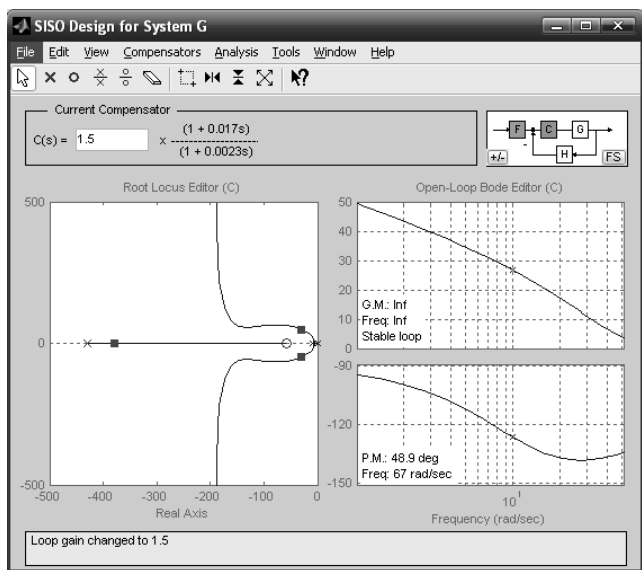 SISO Design for System G
File Edit View Compensators Analysis Tools Window Help
Current Compensator
C(s) = 1.5 x (1 + 0.017s)
(1 + 0.0023s)
F C G
H
+/- FS
Root Locus Editor (C)
500
0
-500
-500 -400 -300 -200 -100 0
Real Axis
Open-Loop Bode Editor (C)
50
40
30
20
10
0
G.M.: Inf
Freq: Inf
Stable loop
-90
-120
-150
P.M.: 48.9 deg
Freq: 67 rad/sec
10^1
Frequency (rad/sec)
Loop gain changed to 1.5